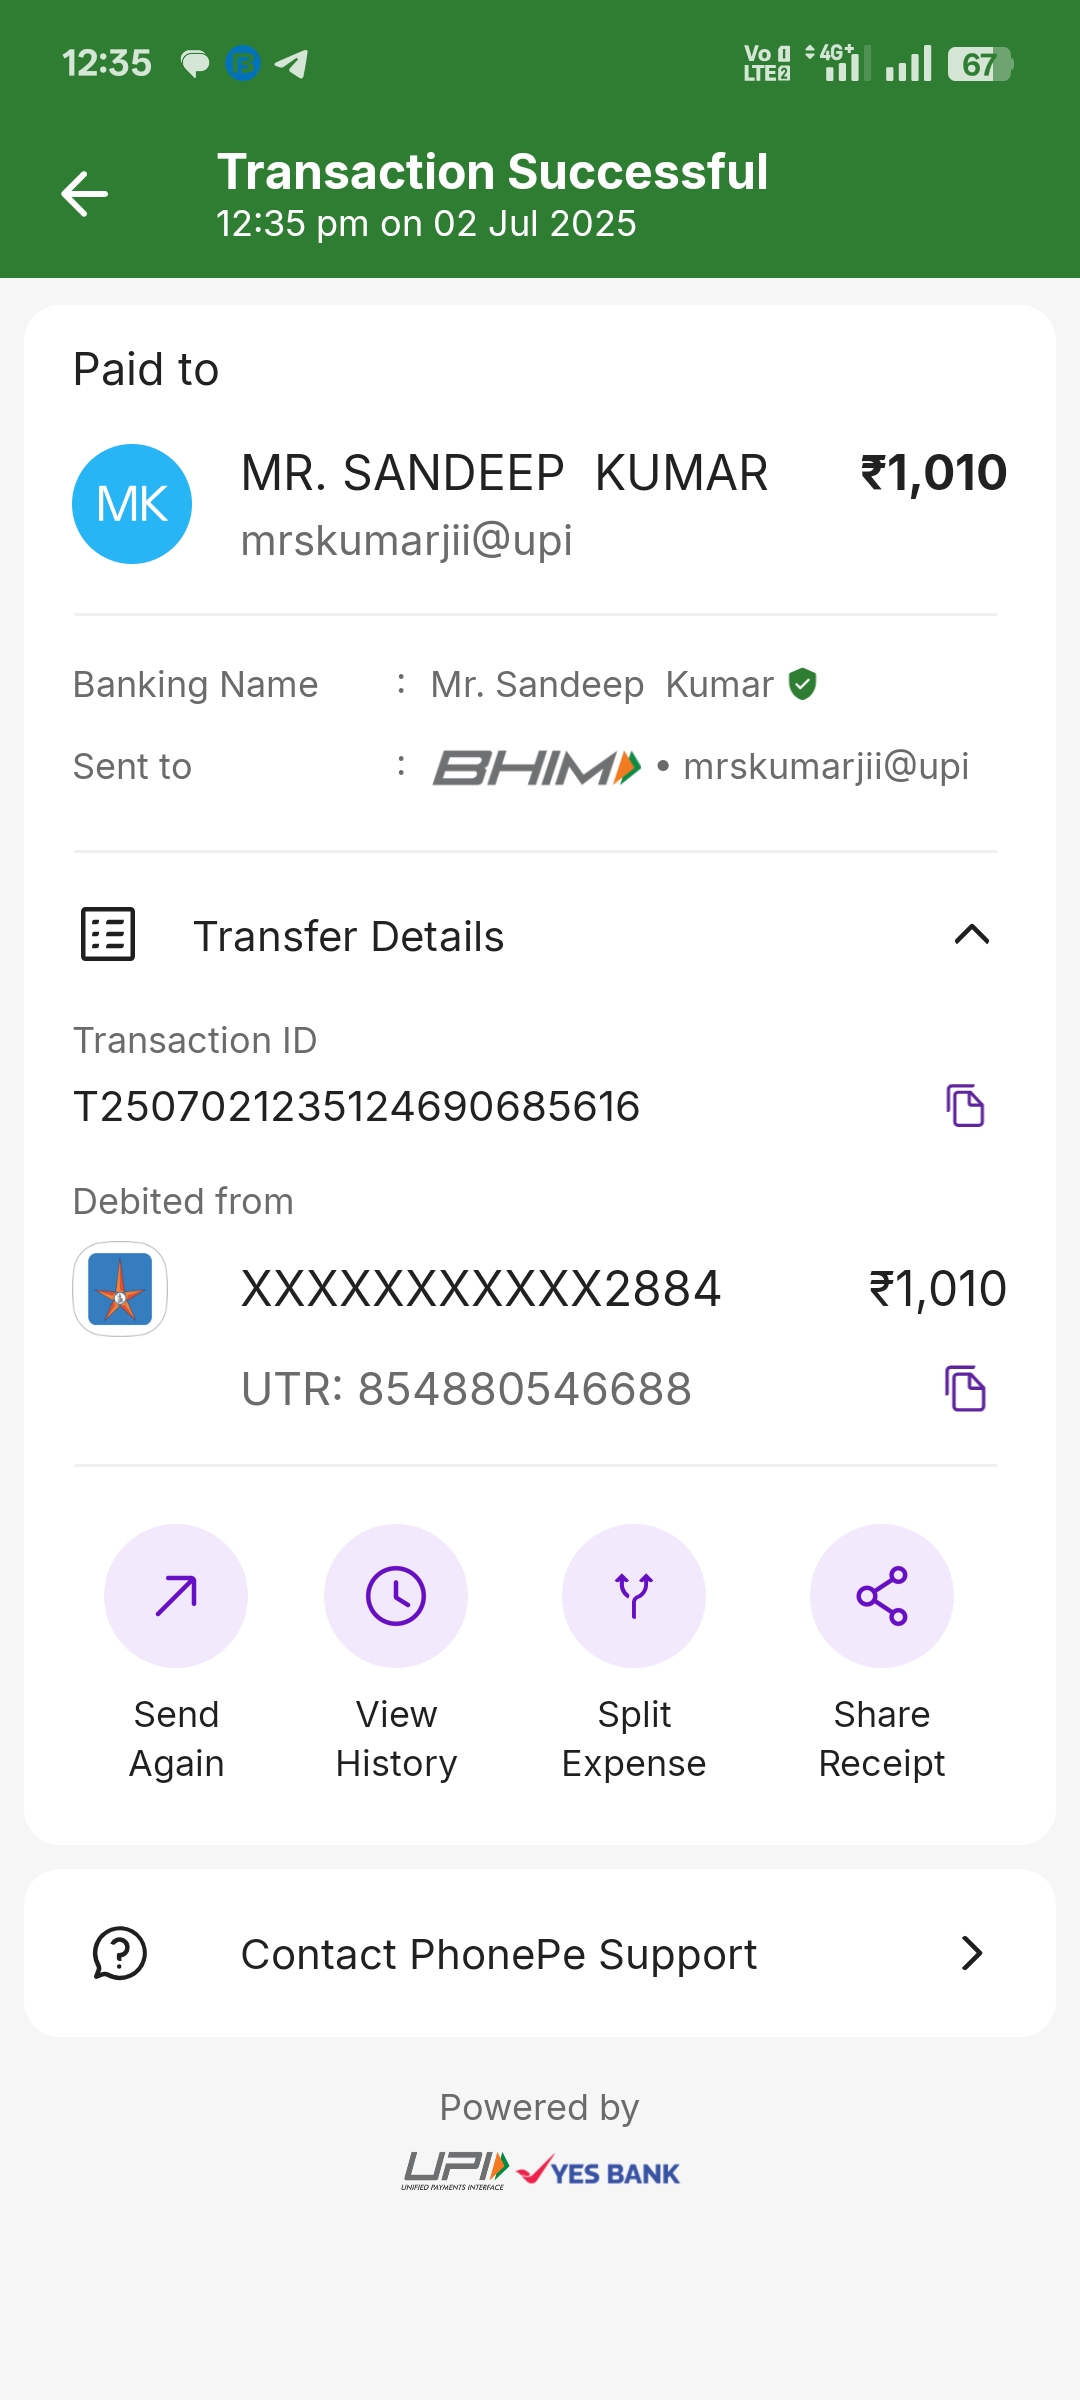 12:35
Vo 1 LTE 2 4G+ 67
Transaction Successful
12:35 pm on 02 Jul 2025
Paid to
MK
MR. SANDEEP  KUMAR ₹1,010
mrskumarjii@upi
Banking Name : Mr. Sandeep  Kumar
Sent to : BHIM • mrskumarjii@upi
Transfer Details
Transaction ID
T2507021235124690685616
Debited from
XXXXXXXXXXX2884 ₹1,010
UTR: 854880546688
Send Again
View History
Split Expense
Share Receipt
Contact PhonePe Support
Powered by
UPI YES BANK
UNIFIED PAYMENTS INTERFACE